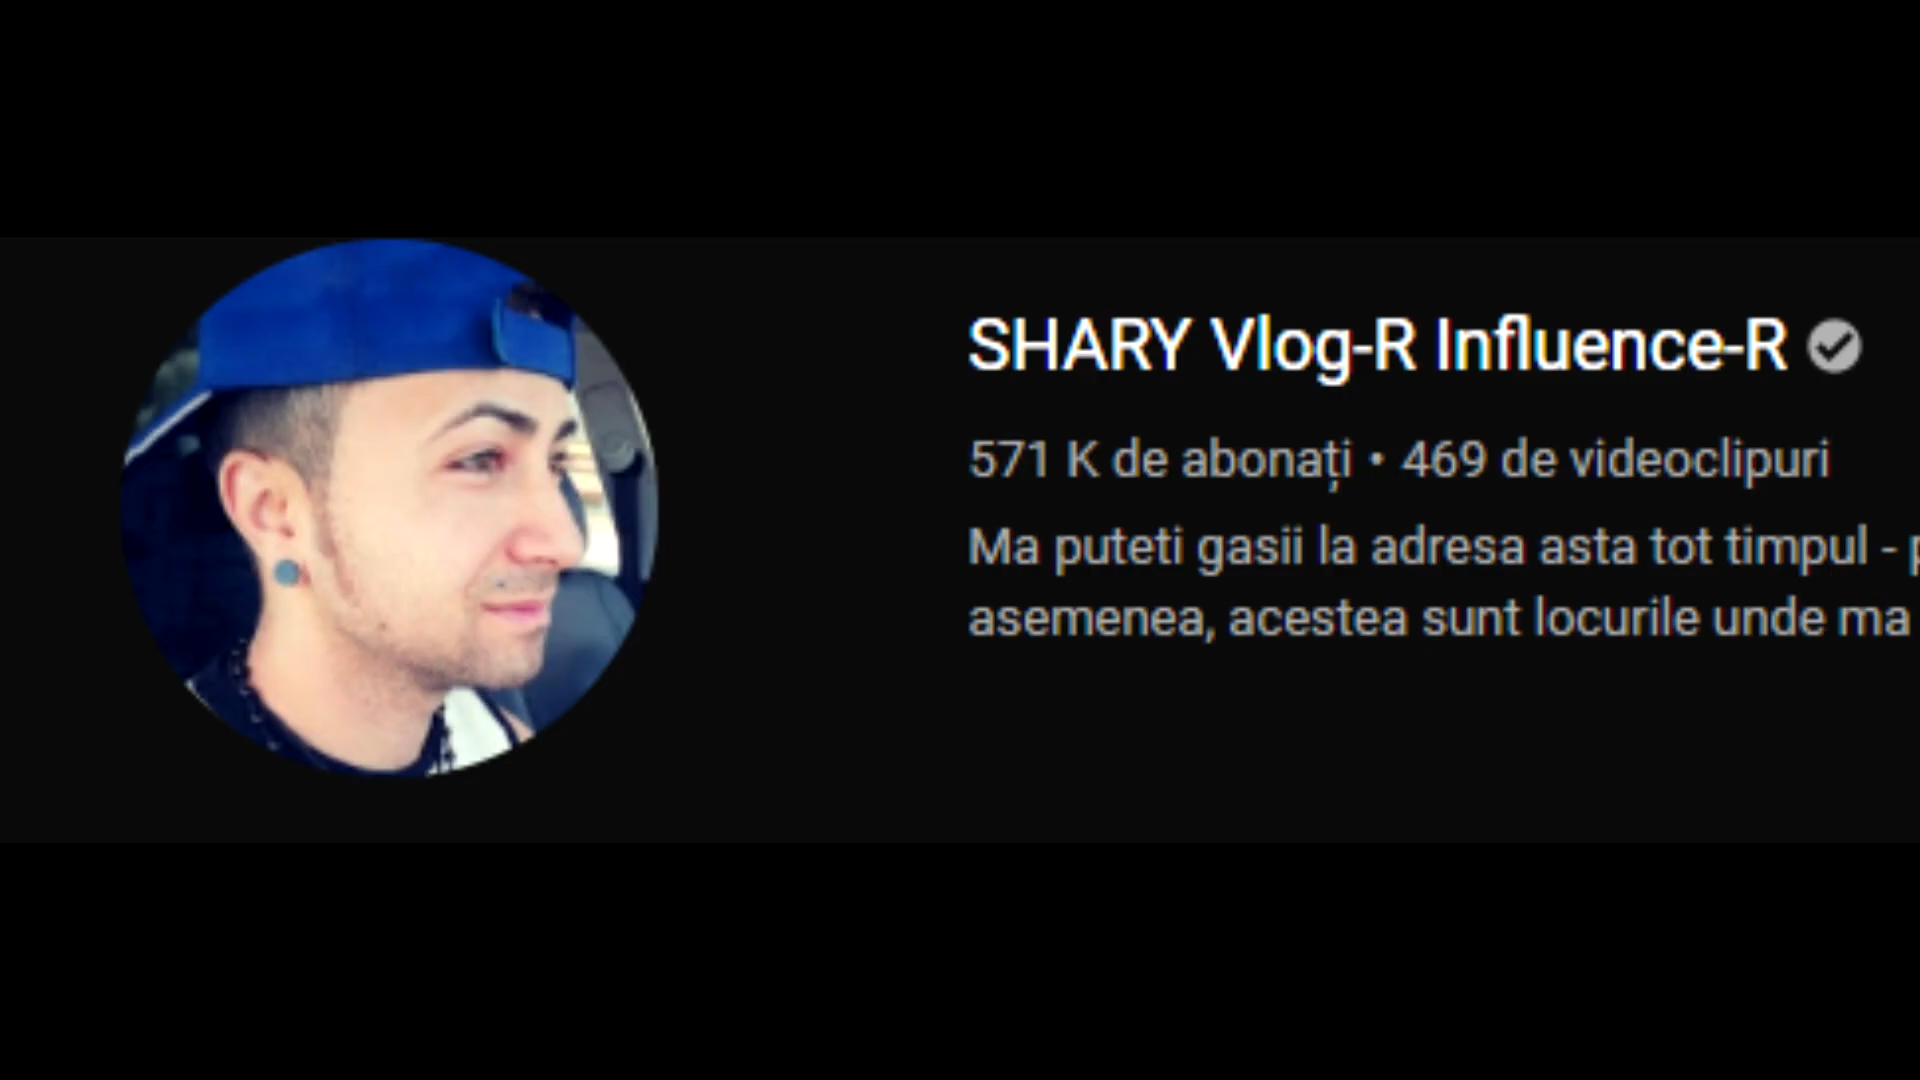 SHARY Vlog-R Influence-R
571 K de abonați • 469 de videoclipuri
Ma puteti gasii la adresa asta tot timpul -
asemenea, acestea sunt locurile unde ma